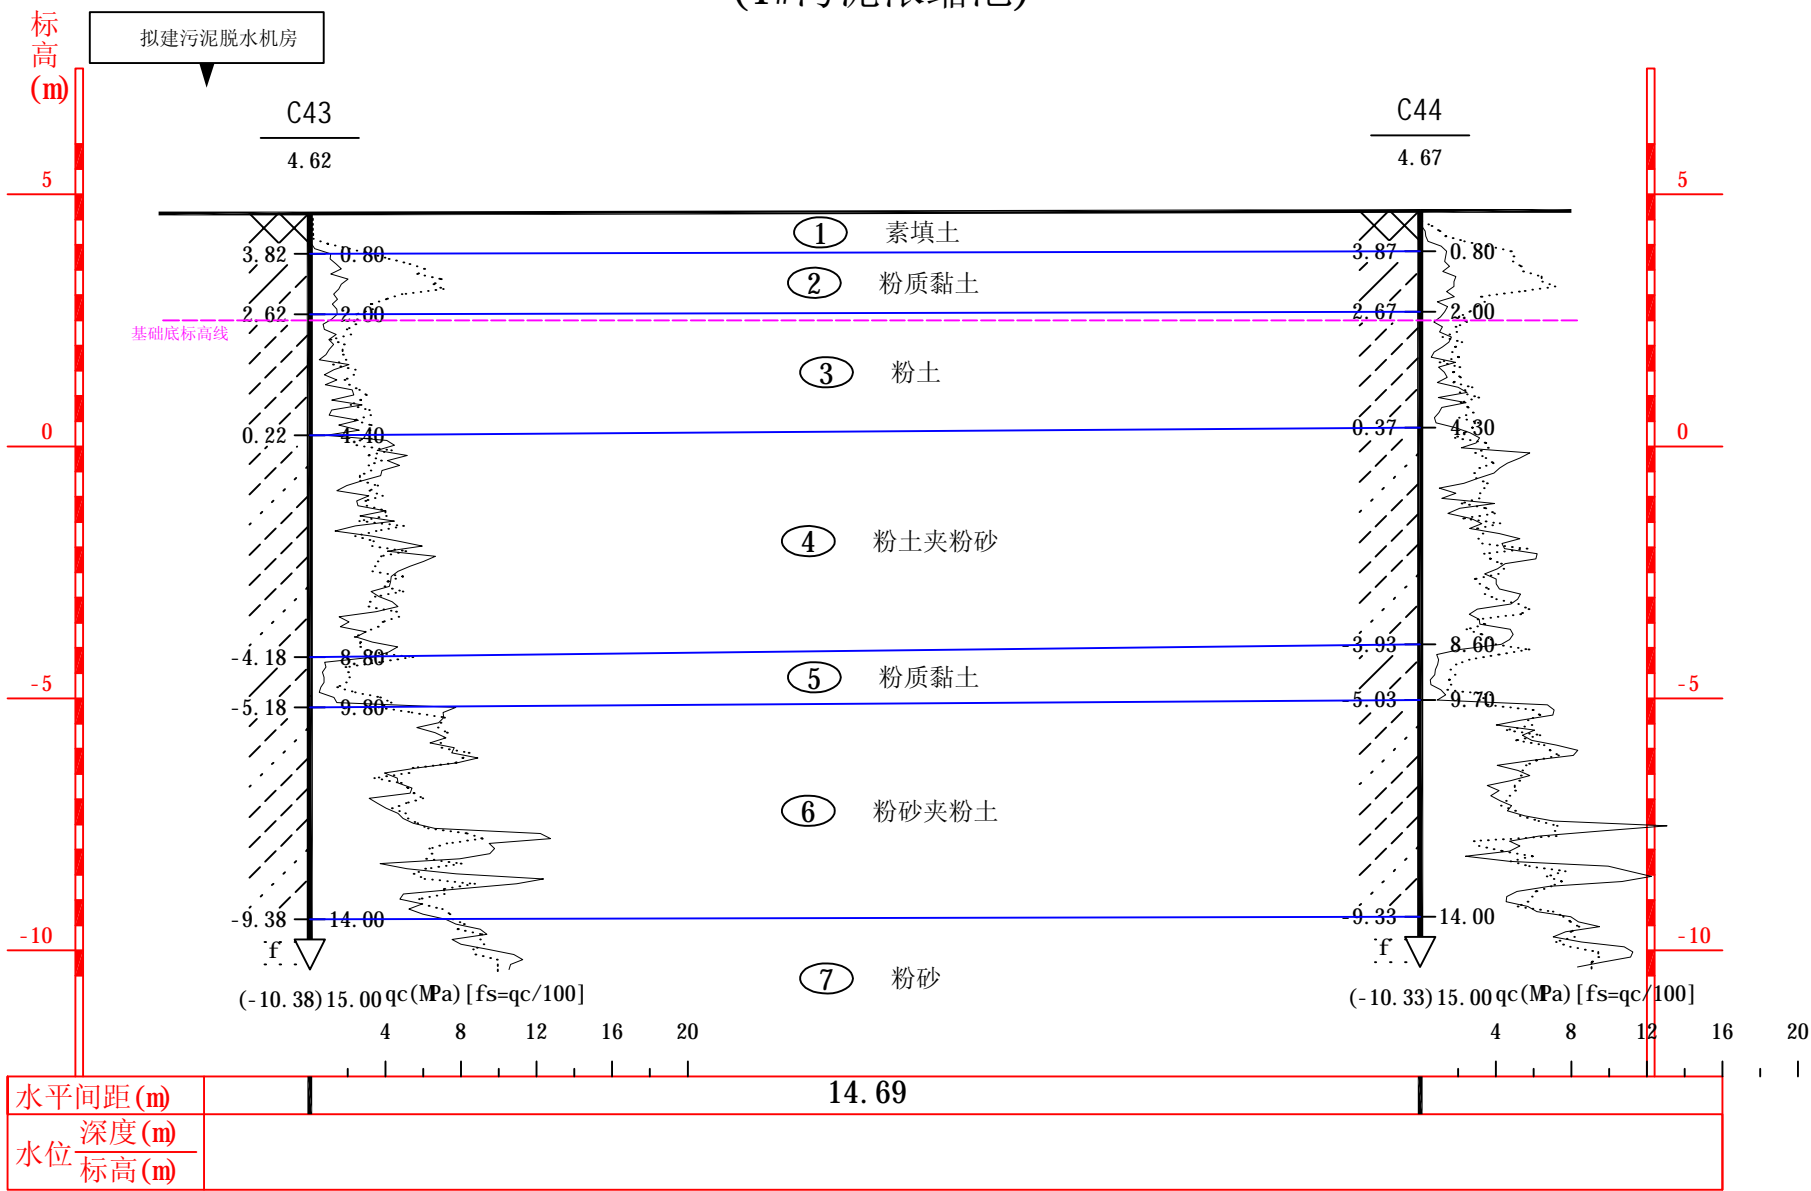 标高(m)
拟建污泥脱水机房
C43
4.62
C44
4.67
5
5
① 素填土
3.82
0.80
3.87
0.80
② 粉质黏土
2.62
2.00
2.67
2.00
基础底标高线
③ 粉土
0
0
0.22
4.40
0.37
4.30
④ 粉土夹粉砂
-4.18
8.80
-3.93
8.60
⑤ 粉质黏土
-5
-5
-5.18
9.80
-5.03
9.70
⑥ 粉砂夹粉土
-9.38
14.00
-9.33
14.00
-10
-10
f
f
⑦ 粉砂
(-10.38)15.00 qc(MPa)[fs=qc/100]
(-10.33)15.00 qc(MPa)[fs=qc/100]
4 8 12 16 20
4 8 12 16 20
水平间距(m)
14.69
水位
深度(m)
标高(m)